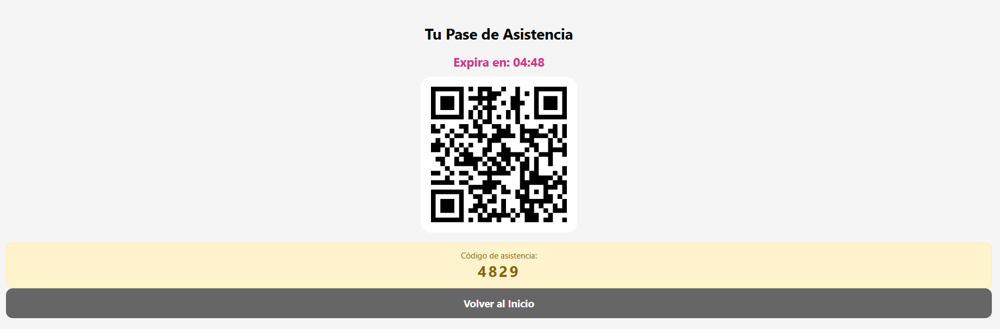 Tu Pase de Asistencia
Expira en: 04:48
Código de asistencia:
4829
Volver al Inicio